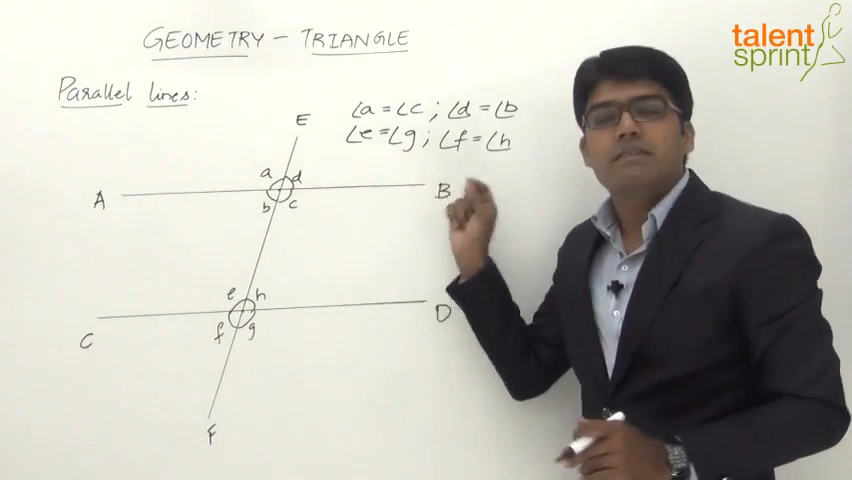 talent
sprint
GEOMETRY – TRIANGLE
Parallel lines:
∠a = ∠c ; ∠d = ∠b
∠e = ∠g ; ∠f = ∠h
E
a d
A B
b c
e h
C D
f g
F